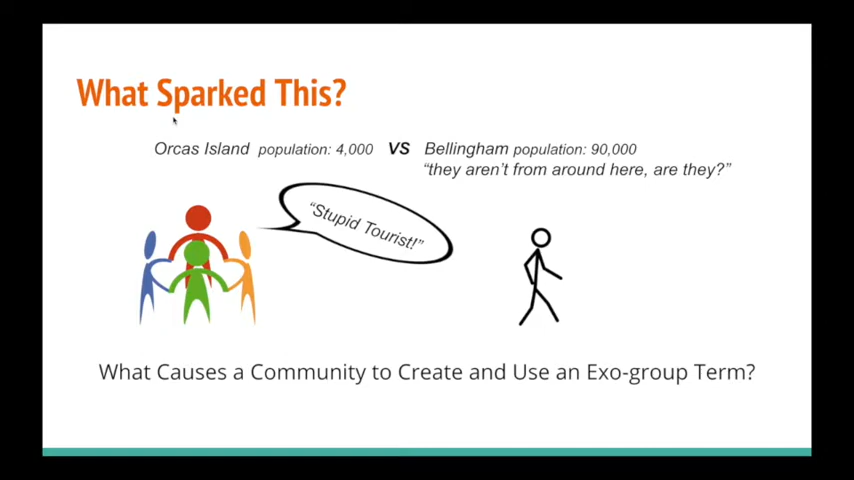 What Sparked This?
Orcas Island population: 4,000 VS Bellingham population: 90,000
"they aren't from around here, are they?"
"Stupid Tourist!"
What Causes a Community to Create and Use an Exo-group Term?